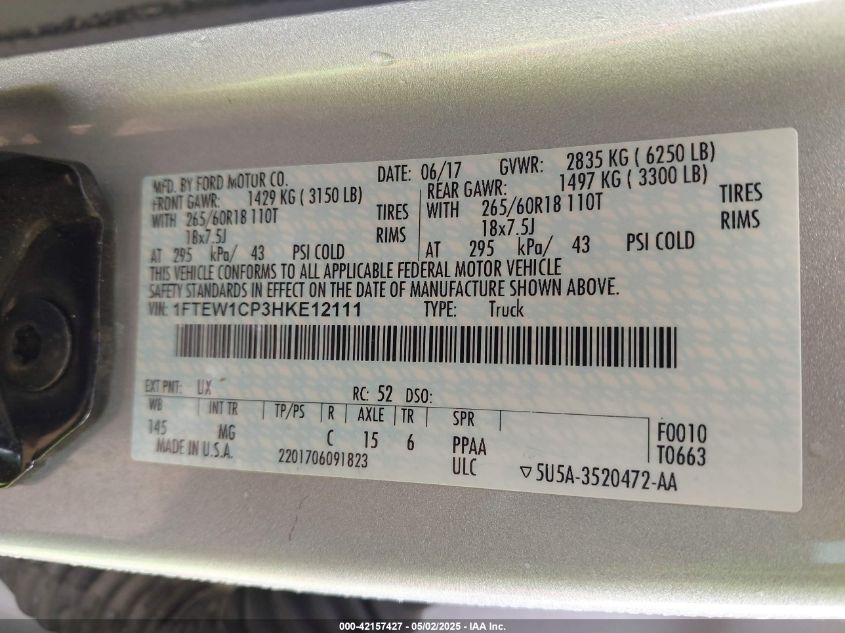 MFD. BY FORD MOTOR CO.
DATE: 06/17 GVWR: 2835 KG ( 6250 LB)
FRONT GAWR: 1429 KG ( 3150 LB)
REAR GAWR: 1497 KG ( 3300 LB)
WITH 265/60R18 110T TIRES
WITH 265/60R18 110T TIRES
18x7.5J RIMS
18x7.5J RIMS
AT 295 kPa/ 43 PSI COLD
AT 295 kPa/ 43 PSI COLD
THIS VEHICLE CONFORMS TO ALL APPLICABLE FEDERAL MOTOR VEHICLE
SAFETY STANDARDS IN EFFECT ON THE DATE OF MANUFACTURE SHOWN ABOVE.
VIN: 1FTEW1CP3HKE12111 TYPE: Truck
EXT PNT: UX RC: 52 DSO:
WB INT TR TP/PS R AXLE TR SPR
145 MG C 15 6 PPAA F0010
ULC T0663
MADE IN U.S.A. 2201706091823 ▽5U5A-3520472-AA
000-42157427 - 05/02/2025 - IAA Inc.